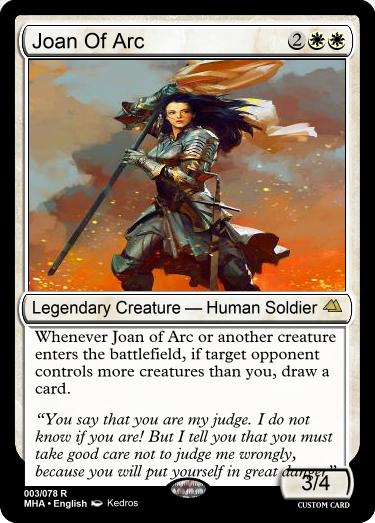 Joan Of Arc 2
Legendary Creature — Human Soldier
Whenever Joan of Arc or another creature
enters the battlefield, if target opponent
controls more creatures than you, draw a
card.
“You say that you are my judge. I do not
know if you are! But I tell you that you must
take good care not to judge me wrongly,
because you will put yourself in great danger.”
3/4
003/078 R
MHA • English Kedros
CUSTOM CARD